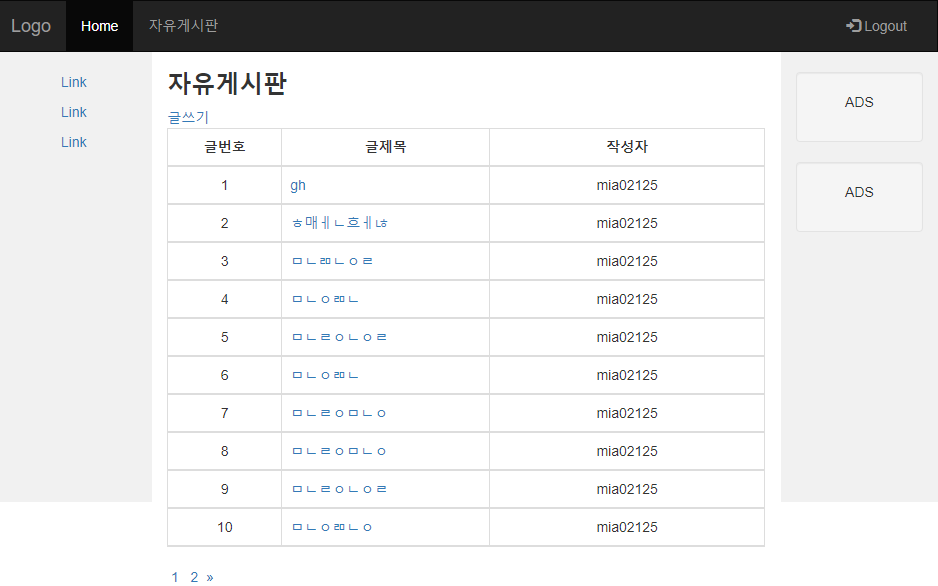 Logo Home 자유게시판 Logout
Link
Link
Link
자유게시판
글쓰기
글번호 글제목 작성자
1 gh mia02125
2 ㅎ매ㅔㄴ흐ㅔㄶ mia02125
3 ㅁㄴㄻㄴㅇㄹ mia02125
4 ㅁㄴㅇㄻㄴ mia02125
5 ㅁㄴㄹㅇㄴㅇㄹ mia02125
6 ㅁㄴㅇㄻㄴ mia02125
7 ㅁㄴㄹㅇㅁㄴㅇ mia02125
8 ㅁㄴㄹㅇㅁㄴㅇ mia02125
9 ㅁㄴㄹㅇㄴㅇㄹ mia02125
10 ㅁㄴㅇㄻㄴㅇ mia02125
1 2 »
ADS
ADS